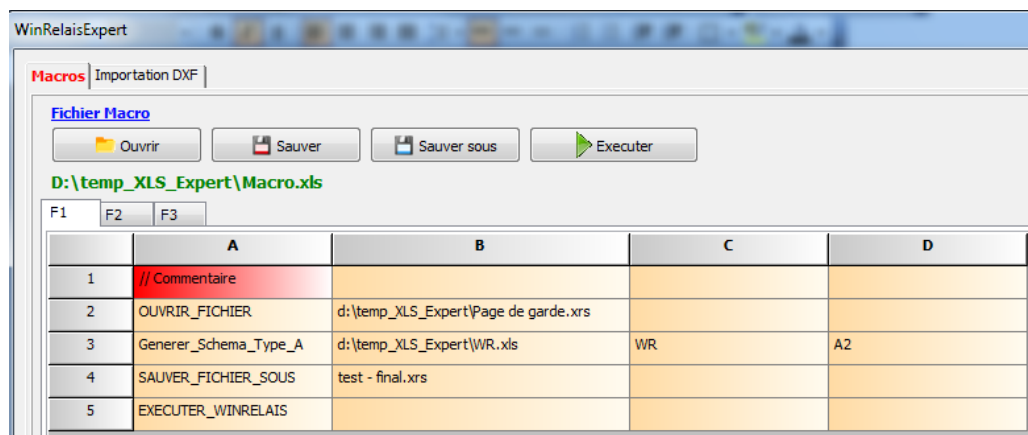 WinRelaisExpert
Macros Importation DXF
Fichier Macro
Ouvrir Sauver Sauver sous Executer
D:\temp_XLS_Expert\Macro.xls
F1 F2 F3
A B C D
1 // Commentaire
2 OUVRIR_FICHIER d:\temp_XLS_Expert\Page de garde.xrs
3 Generer_Schema_Type_A d:\temp_XLS_Expert\WR.xls WR A2
4 SAUVER_FICHIER_SOUS test - final.xrs
5 EXECUTER_WINRELAIS